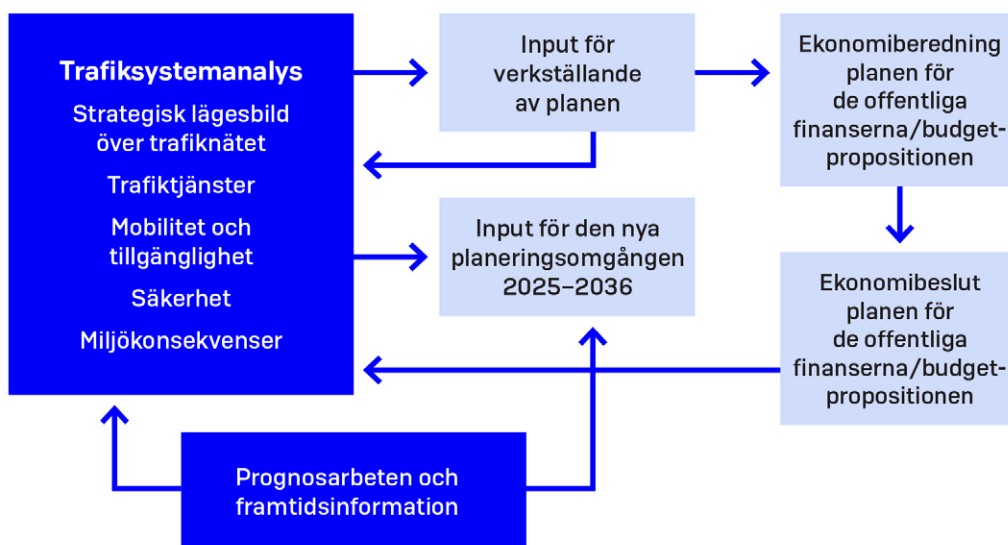 Trafiksystemanalys
Strategisk lägesbild
över trafiknätet
Trafiktjänster
Mobilitet och
tillgänglighet
Säkerhet
Miljökonsekvenser
Input för
verkställande
av planen
Ekonomiberedning
planen för
de offentliga
finanserna/budget-
propositionen
Input för den nya
planeringsomgången
2025–2036
Ekonomibeslut
planen för
de offentliga
finanserna/budget-
propositionen
Prognosarbeten och
framtidsinformation